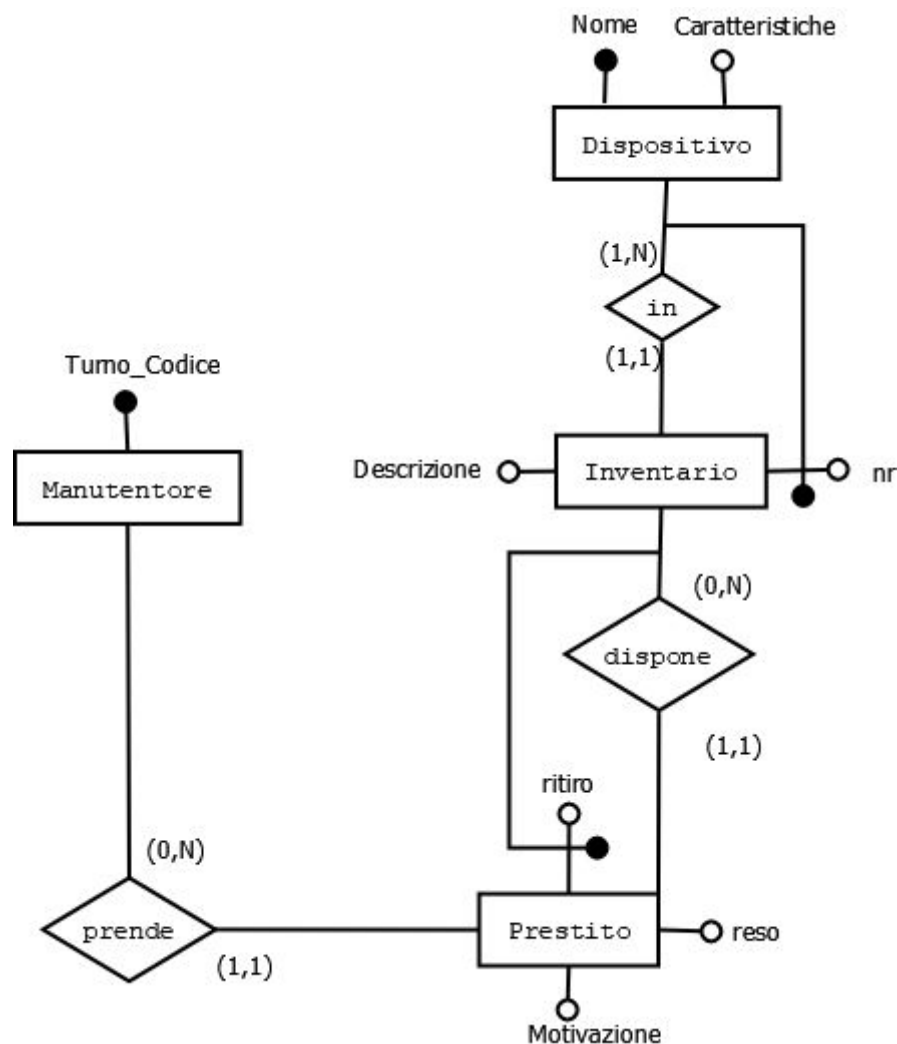 Nome Caratteristiche
Dispositivo
(1,N)
in
(1,1)
Turno_Codice
Manutentore
Descrizione
Inventario
nr
(0,N)
dispone
(1,1)
ritiro
(0,N)
prende
(1,1)
Prestito
reso
Motivazione